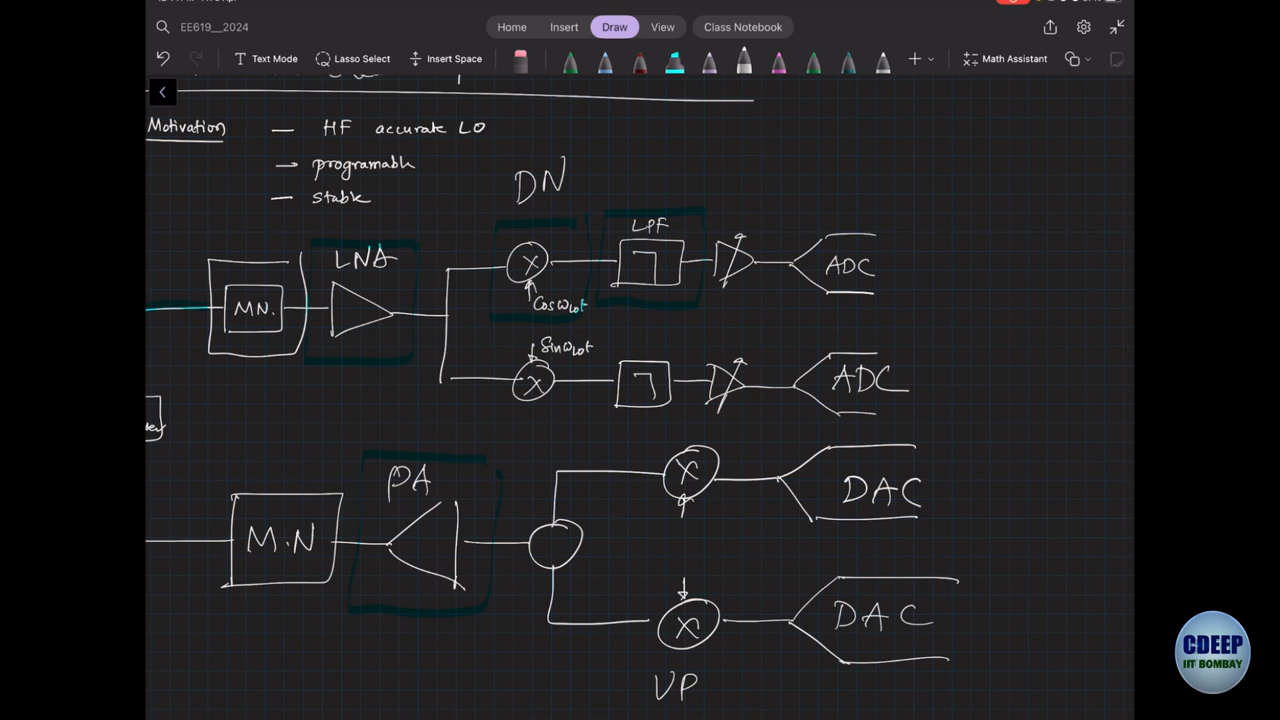 EE619__2024
Home Insert Draw View Class Notebook
Text Mode Lasso Select Insert Space Math Assistant
Motivation — HF accurate LO
→ programable
— stable
DN
LPF
LNA
MN.
X
ADC
Cos ωLot
Sin ωLot
X
ADC
PA
X
DAC
M.N
X
DAC
UP
CDEEP
IIT BOMBAY